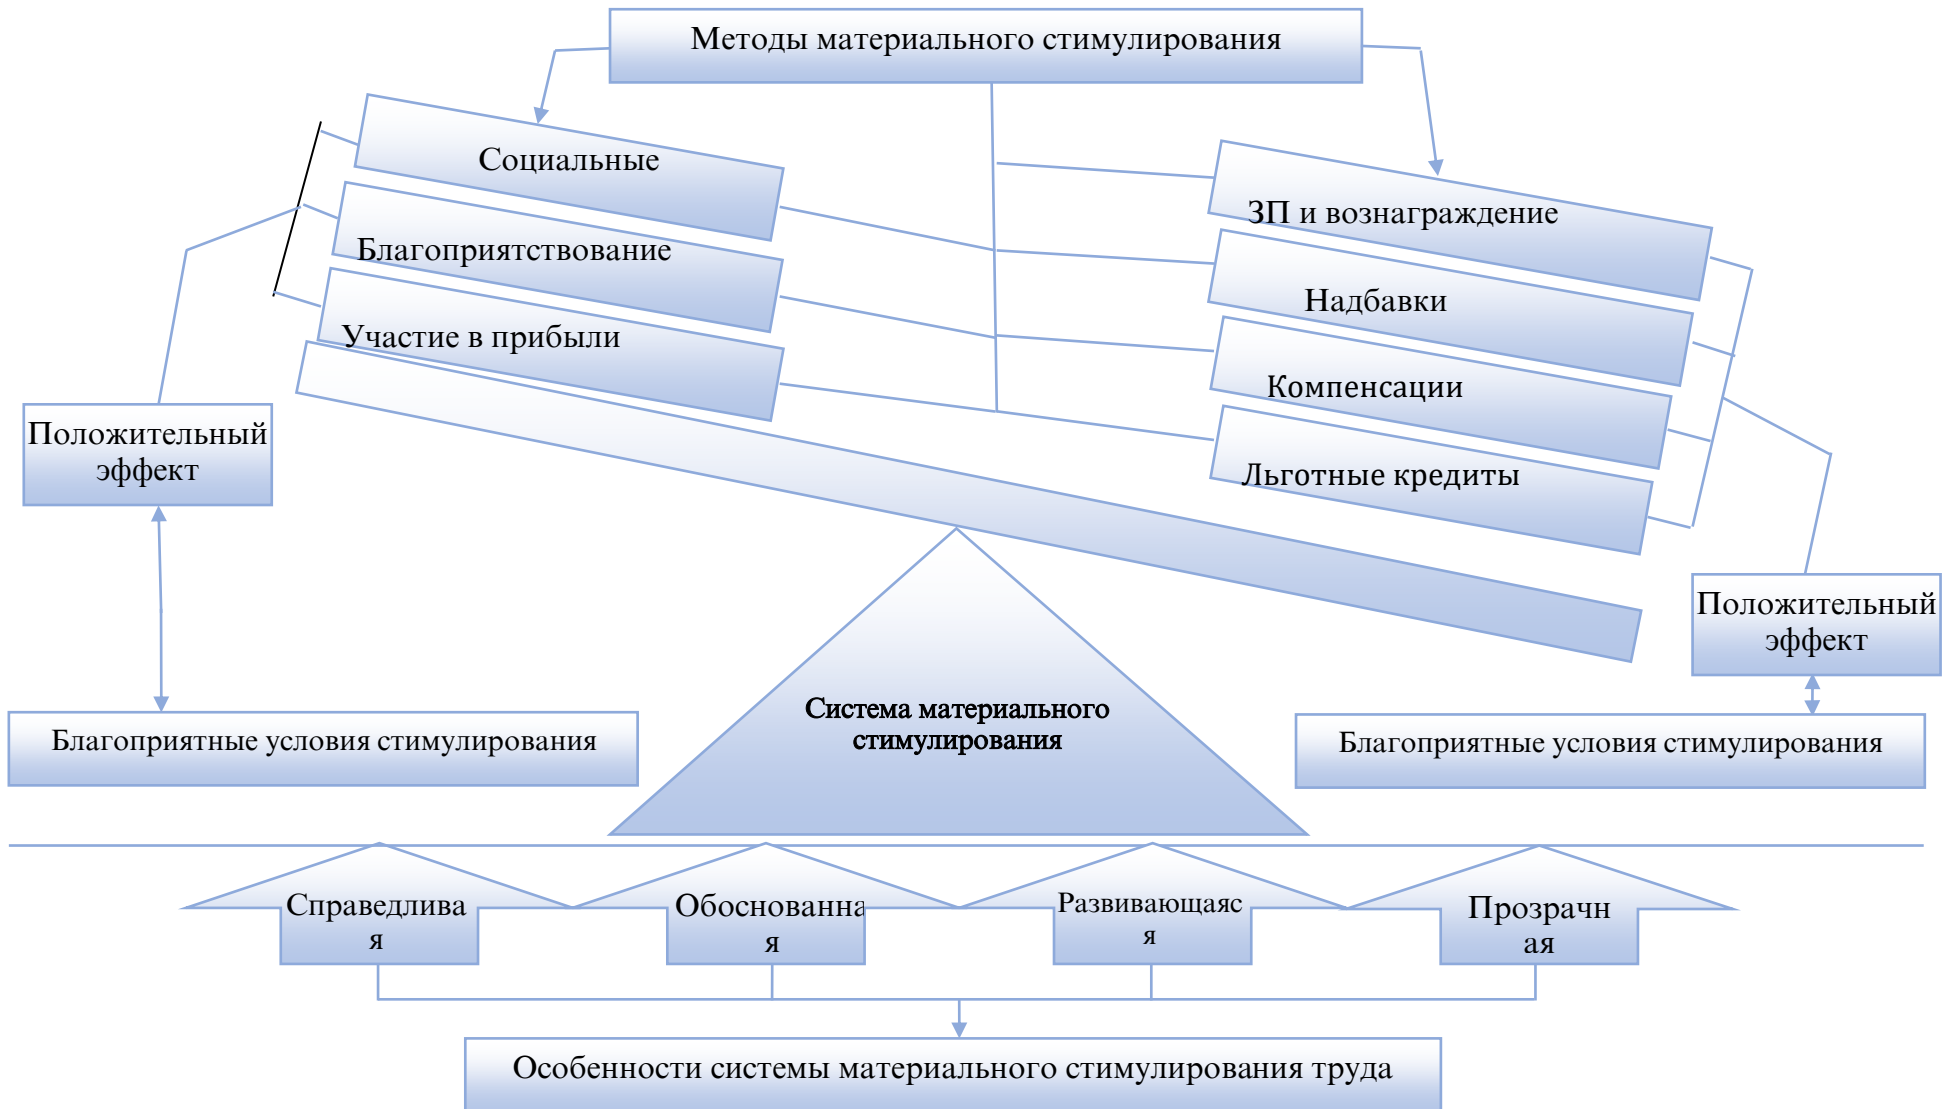 Методы материального стимулирования
Социальные
Благоприятствование
Участие в прибыли
ЗП и вознаграждение
Надбавки
Компенсации
Льготные кредиты
Положительный
эффект
Положительный
эффект
Система материального
стимулирования
Благоприятные условия стимулирования
Благоприятные условия стимулирования
Справедлива
я
Обоснованна
я
Развивающаяс
я
Прозрачн
ая
Особенности системы материального стимулирования труда